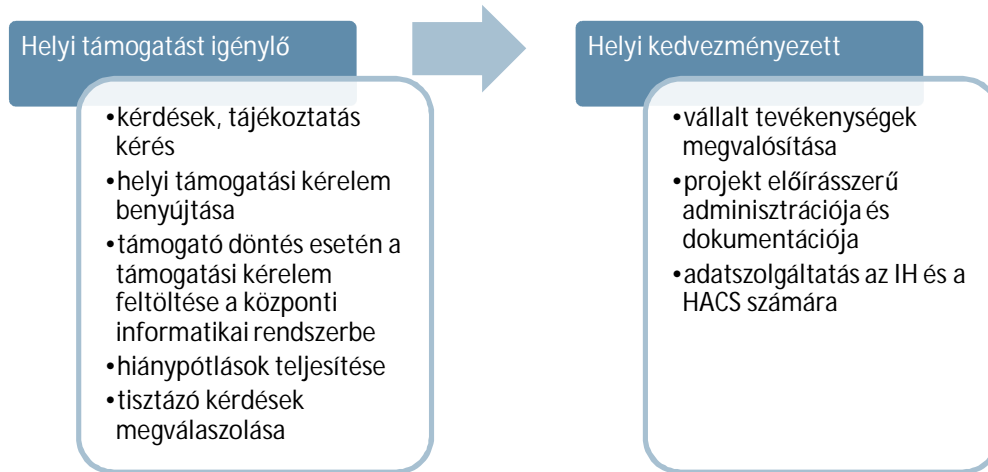 Helyi támogatást igénylő
•kérdések, tájékoztatás
kérés
•helyi támogatási kérelem
benyújtása
•támogató döntés esetén a
támogatási kérelem
feltöltése a központi
informatikai rendszerbe
•hiánypótlások teljesítése
•tisztázó kérdések
megválaszolása
Helyi kedvezményezett
•vállalt tevékenységek
megvalósítása
•projekt előírásszerű
adminisztrációja és
dokumentációja
•adatszolgáltatás az IH és a
HACS számára